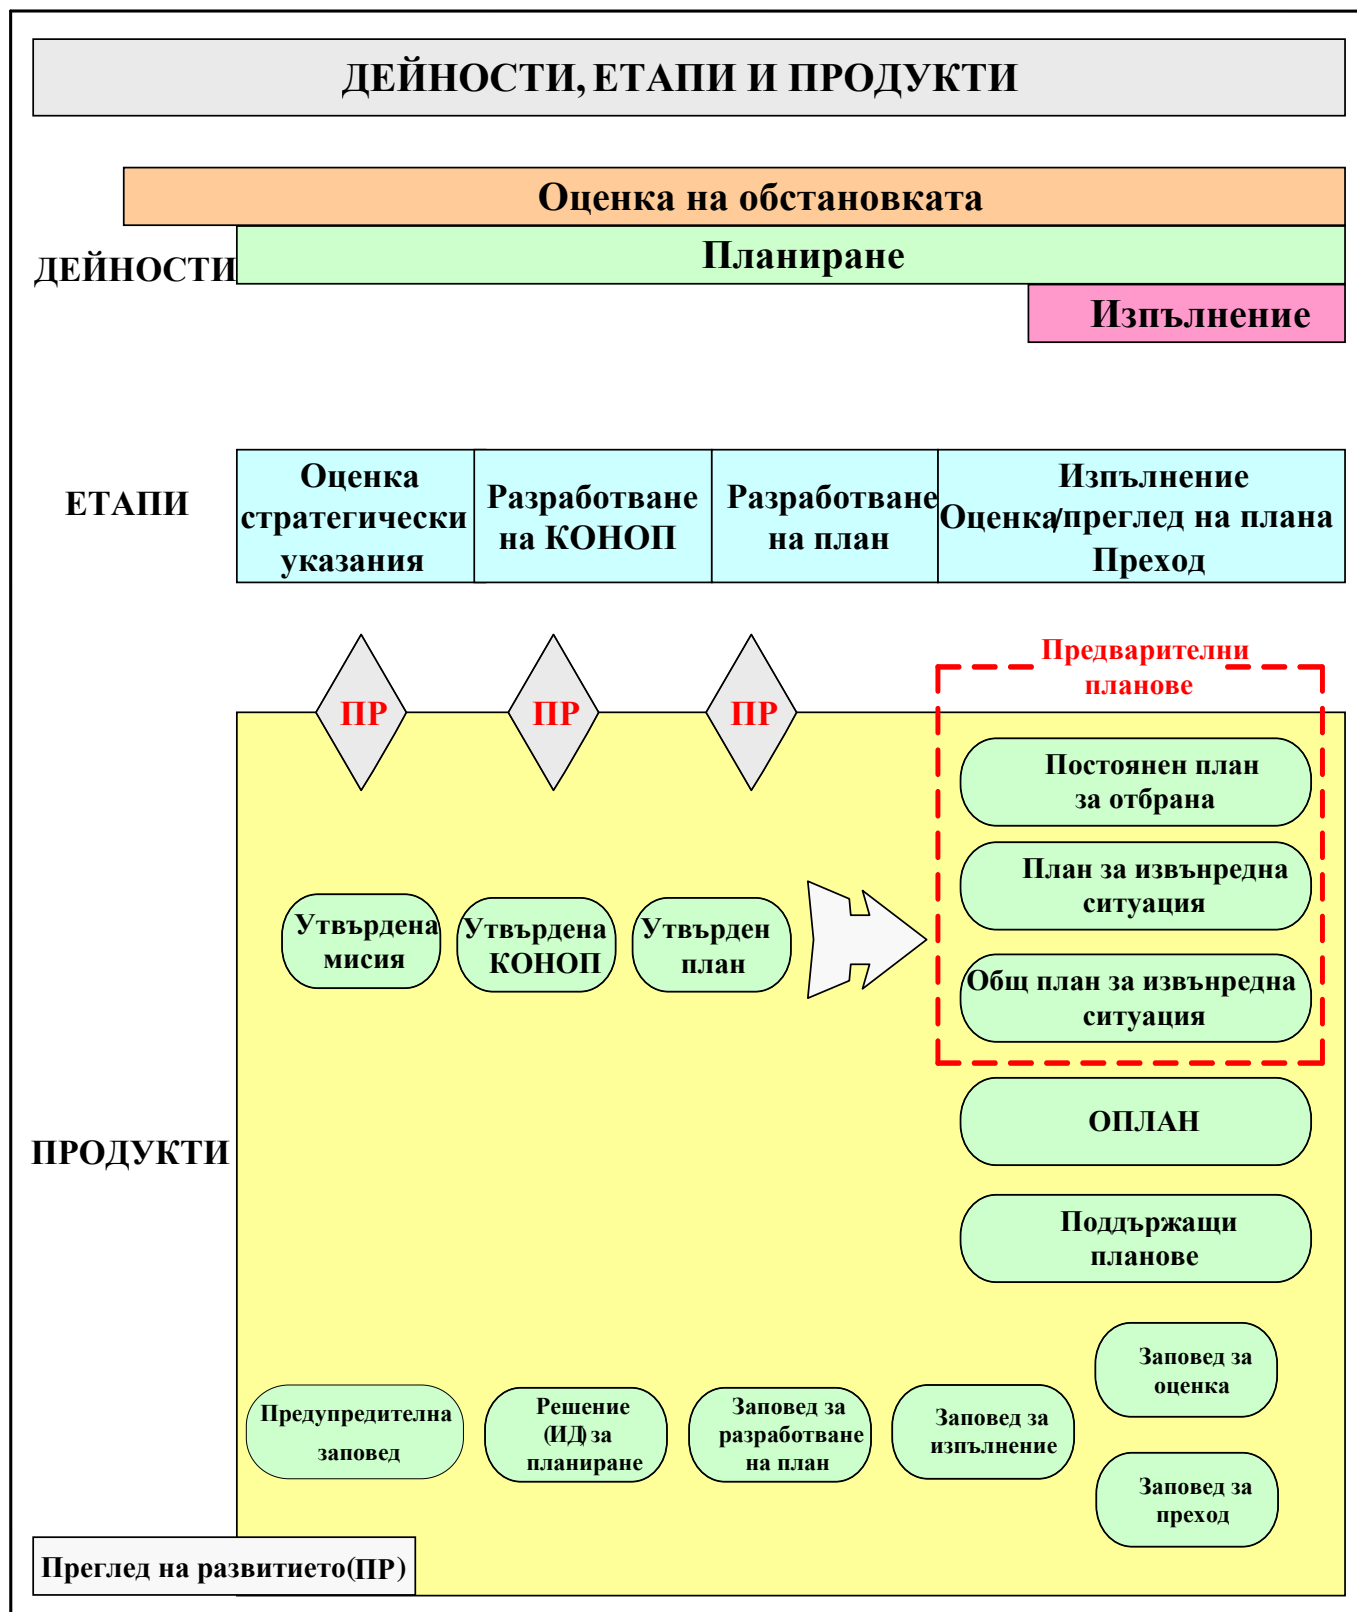 ДЕЙНОСТИ, ЕТАПИ И ПРОДУКТИ
Оценка на обстановката
ДЕЙНОСТИ
Планиране
Изпълнение
ЕТАПИ
Оценка
стратегически
указания
Разработване
на КОНОП
Разработване
на план
Изпълнение
Оценка/преглед на плана
Преход
ПР
ПР
ПР
Предварителни
планове
Постоянен план
за отбрана
План за извънредна
ситуация
Общ план за извънредна
ситуация
Утвърдена
мисия
Утвърдена
КОНОП
Утвърден
план
ПРОДУКТИ
ОПЛАН
Поддържащи
планове
Предупредителна
заповед
Решение
(ИД) за
планиране
Заповед за
разработване
на план
Заповед за
изпълнение
Заповед за
оценка
Заповед за
преход
Преглед на развитието(ПР)